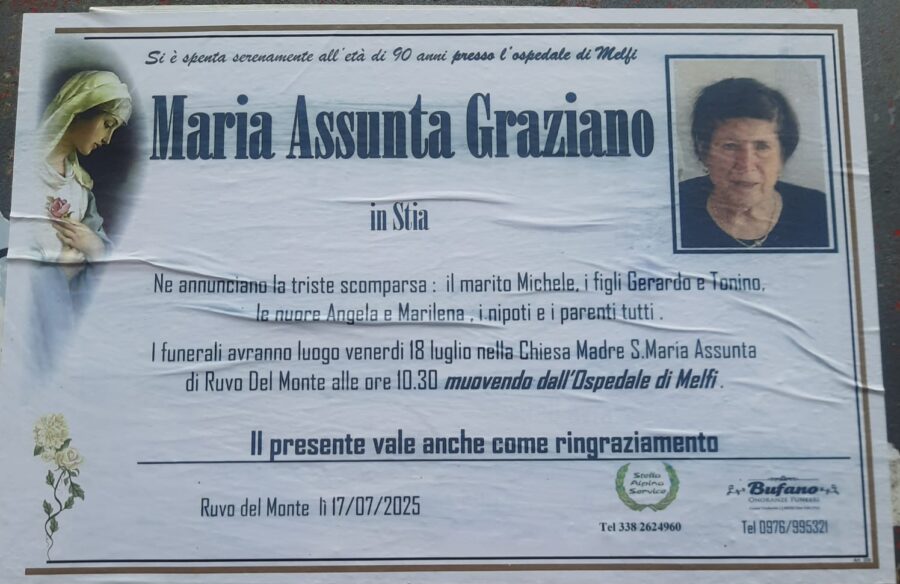 Si è spenta serenamente all'età di 90 anni presso l'ospedale di Melfi
Maria Assunta Graziano
in Stia
Ne annunciano la triste scomparsa : il marito Michele, i figli Gerardo e Tonino,
le nuore Angela e Marilena , i nipoti e i parenti tutti .
I funerali avranno luogo venerdi 18 luglio nella Chiesa Madre S.Maria Assunta
di Ruvo Del Monte alle ore 10.30 muovendo dall'Ospedale di Melfi .
Il presente vale anche come ringraziamento
Ruvo del Monte lì 17/07/2025
Stella
Alpina
Service
Tel 338 2624960
Bufano
ONORANZE FUNEBRI
Tel 0976/995321